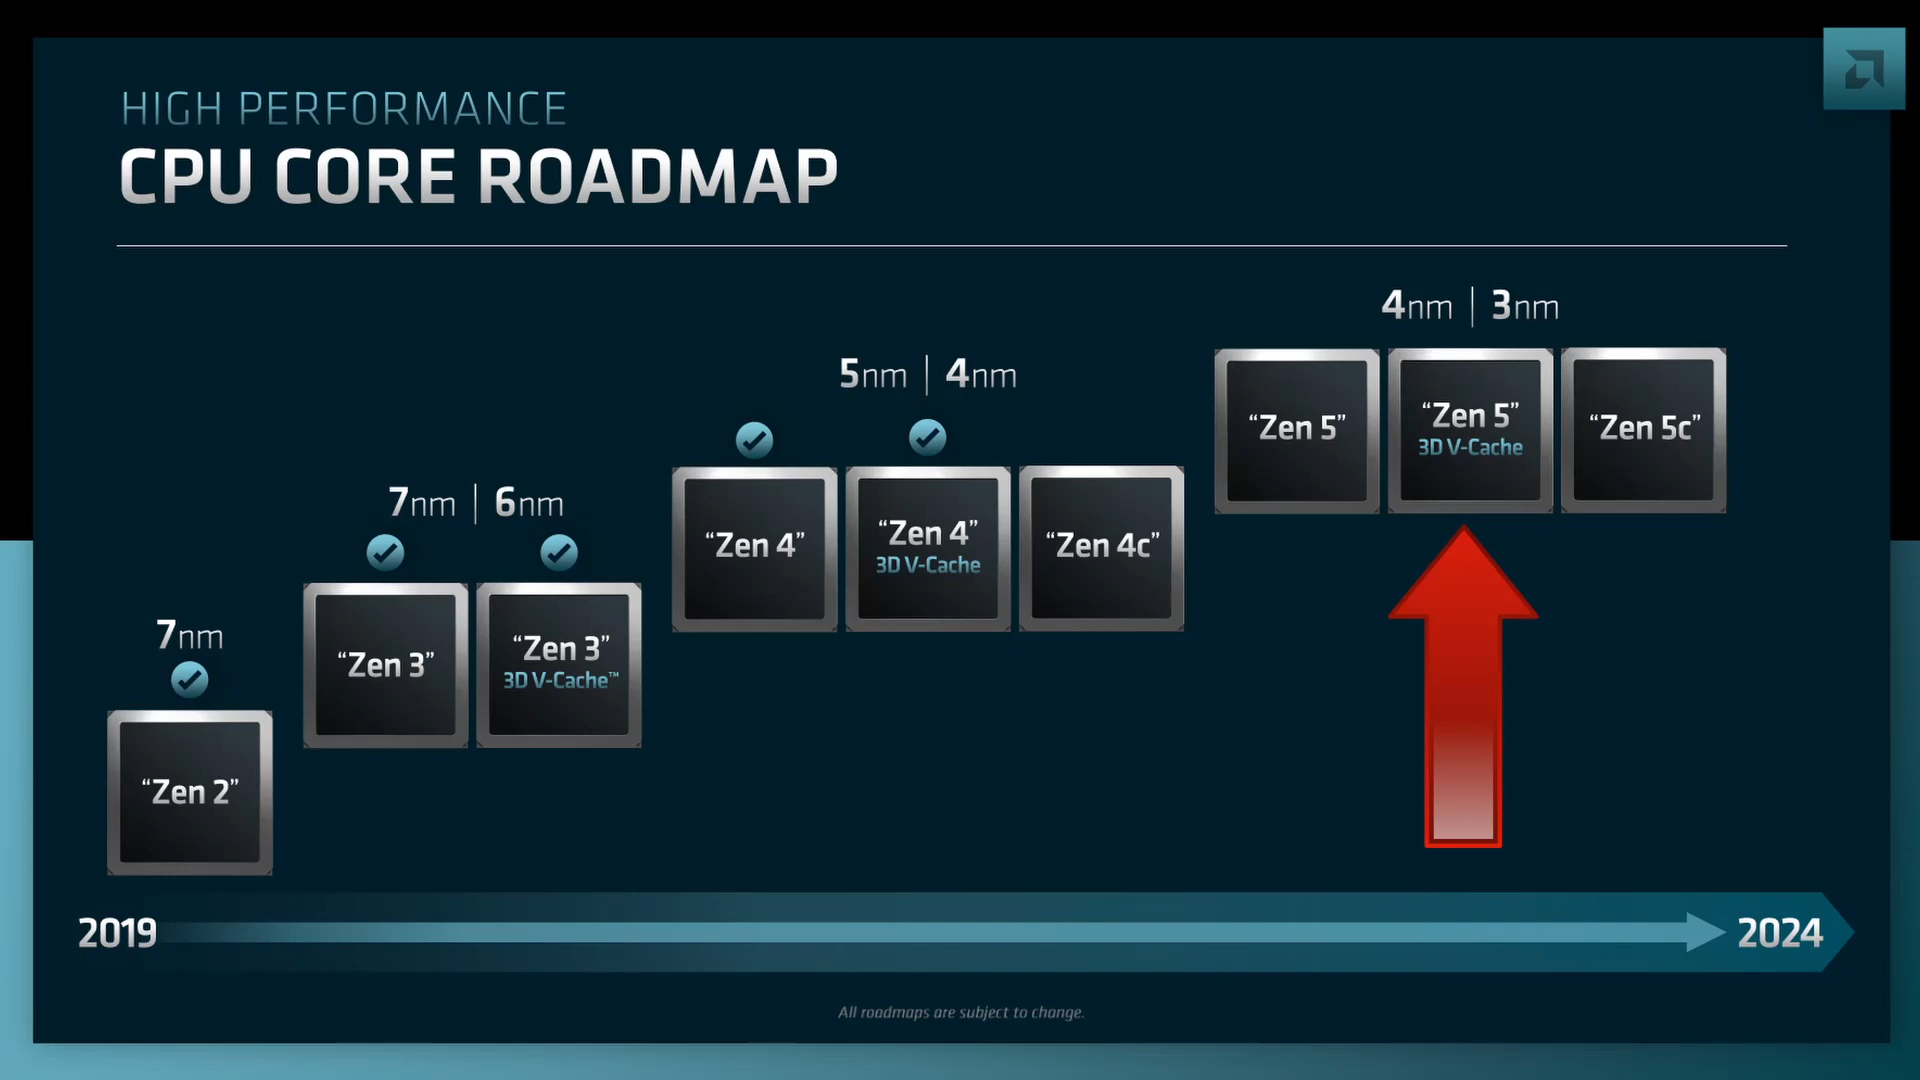 HIGH PERFORMANCE
CPU CORE ROADMAP
7nm
"Zen 2"
7nm | 6nm
"Zen 3"
"Zen 3"
3D V-Cache™
5nm | 4nm
"Zen 4"
"Zen 4"
3D V-Cache
"Zen 4c"
4nm | 3nm
"Zen 5"
"Zen 5"
3D V-Cache
"Zen 5c"
2019
2024
All roadmaps are subject to change.